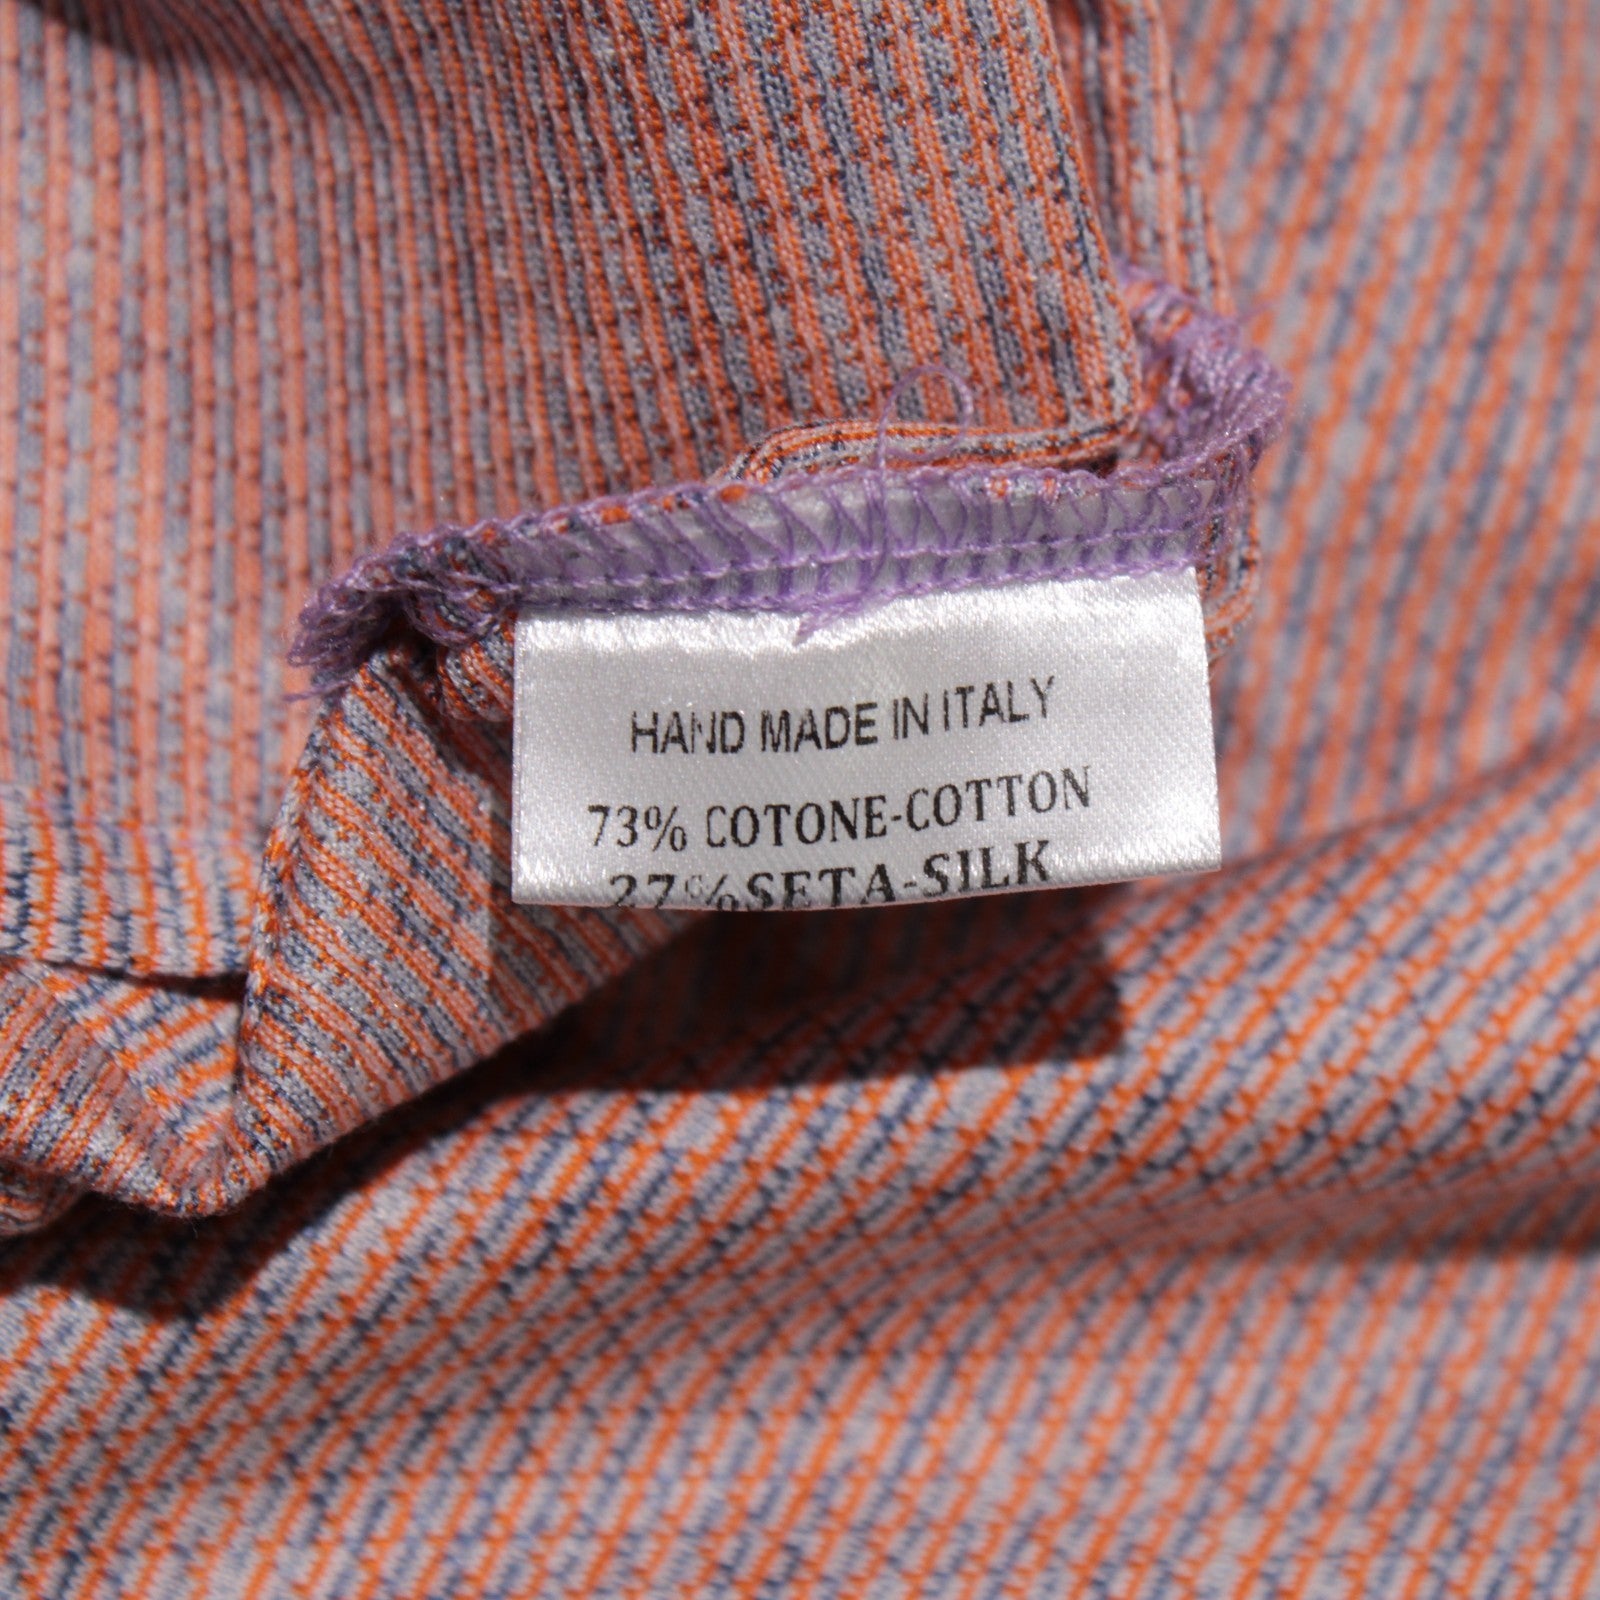 HAND MADE IN ITALY
73% COTONE-COTTON
27% SETA-SILK